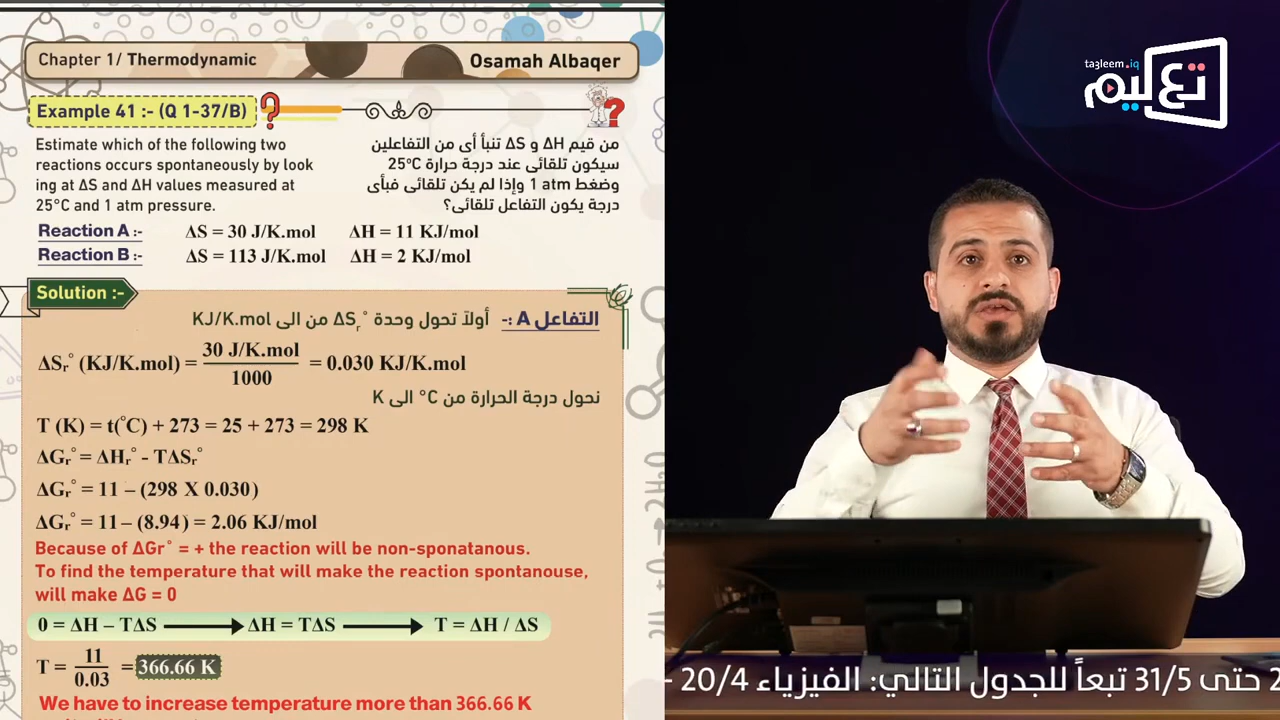 Chapter 1/ Thermodynamic
Osamah Albaqer
ta3leem.iq
تعليم
Example 41 :- (Q 1-37/B)
Estimate which of the following two
reactions occurs spontaneously by look
ing at ΔS and ΔH values measured at
25°C and 1 atm pressure.
من قيم ΔH و ΔS تنبأ أى من التفاعلين
سيكون تلقائى عند درجة حرارة 25°C
وضغط 1 atm وإذا لم يكن تلقائى فبأى
درجة يكون التفاعل تلقائى؟
Reaction A :- ΔS = 30 J/K.mol ΔH = 11 KJ/mol
Reaction B :- ΔS = 113 J/K.mol ΔH = 2 KJ/mol
Solution :-
التفاعل A :- أولاً تحول وحدة ΔSr° من الى KJ/K.mol
ΔSr° (KJ/K.mol) = 30 J/K.mol / 1000 = 0.030 KJ/K.mol
نحول درجة الحرارة من °C الى K
T (K) = t(°C) + 273 = 25 + 273 = 298 K
ΔGr° = ΔHr° - TΔSr°
ΔGr° = 11 – (298 X 0.030)
ΔGr° = 11 – (8.94) = 2.06 KJ/mol
Because of ΔGr° = + the reaction will be non-sponatanous.
To find the temperature that will make the reaction spontanouse,
will make ΔG = 0
0 = ΔH – TΔS ⟶ ΔH = TΔS ⟶ T = ΔH / ΔS
T = 11 / 0.03 = 366.66 K
We have to increase temperature more than 366.66 K
حتى 31/5 تبعاً للجدول التالي: الفيزياء 20/4 -